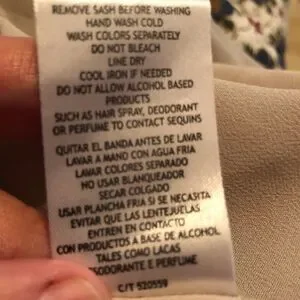 REMOVE SASH BEFORE WASHING
HAND WASH COLD
WASH COLORS SEPARATELY
DO NOT BLEACH
LINE DRY
COOL IRON IF NEEDED
DO NOT ALLOW ALCOHOL BASED
PRODUCTS
SUCH AS HAIR SPRAY, DEODORANT
OR PERFUME TO CONTACT SEQUINS
QUITAR EL BANDA ANTES DE LAVAR
LAVAR A MANO CON AGUA FRIA
LAVAR COLORES SEPARADO
NO USAR BLANQUEADOR
SECAR COLGADO
USAR PLANCHA FRIA SI SE NECESITA
EVITAR QUE LAS LENTEJUELAS
ENTREN EN CONTACTO
CON PRODUCTOS A BASE DE ALCOHOL
TALES COMO LACAS
DESODORANTE E PERFUME
C/T 520559